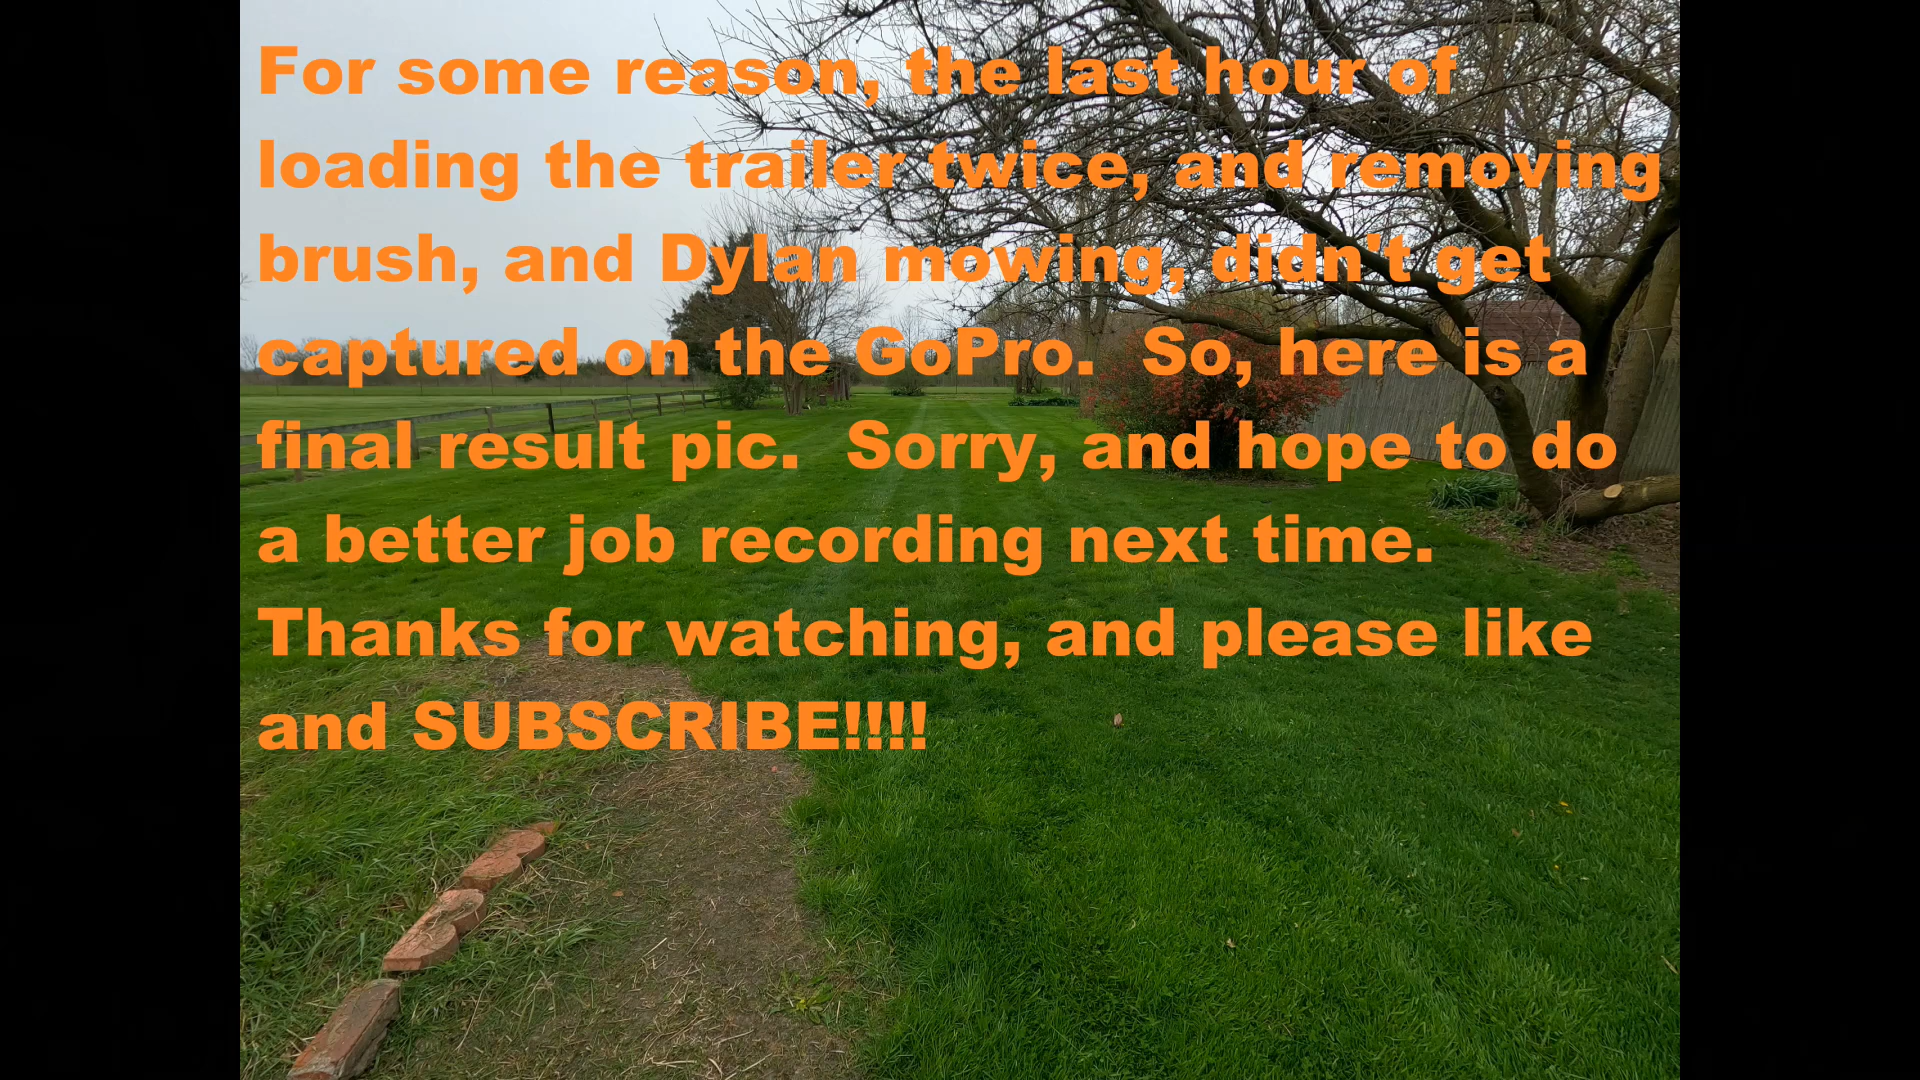 For some reason, the last hour of
loading the trailer twice, and removing
brush, and Dylan mowing, didn't get
captured on the GoPro.  So, here is a
final result pic.  Sorry, and hope to do
a better job recording next time.
Thanks for watching, and please like
and SUBSCRIBE!!!!